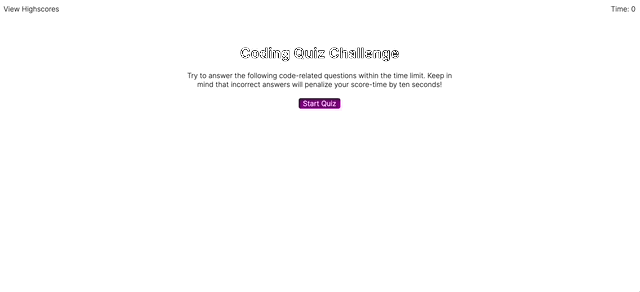 View Highscores
Time: 0
Coding Quiz Challenge
Try to answer the following code-related questions within the time limit. Keep in
mind that incorrect answers will penalize your score-time by ten seconds!
Start Quiz